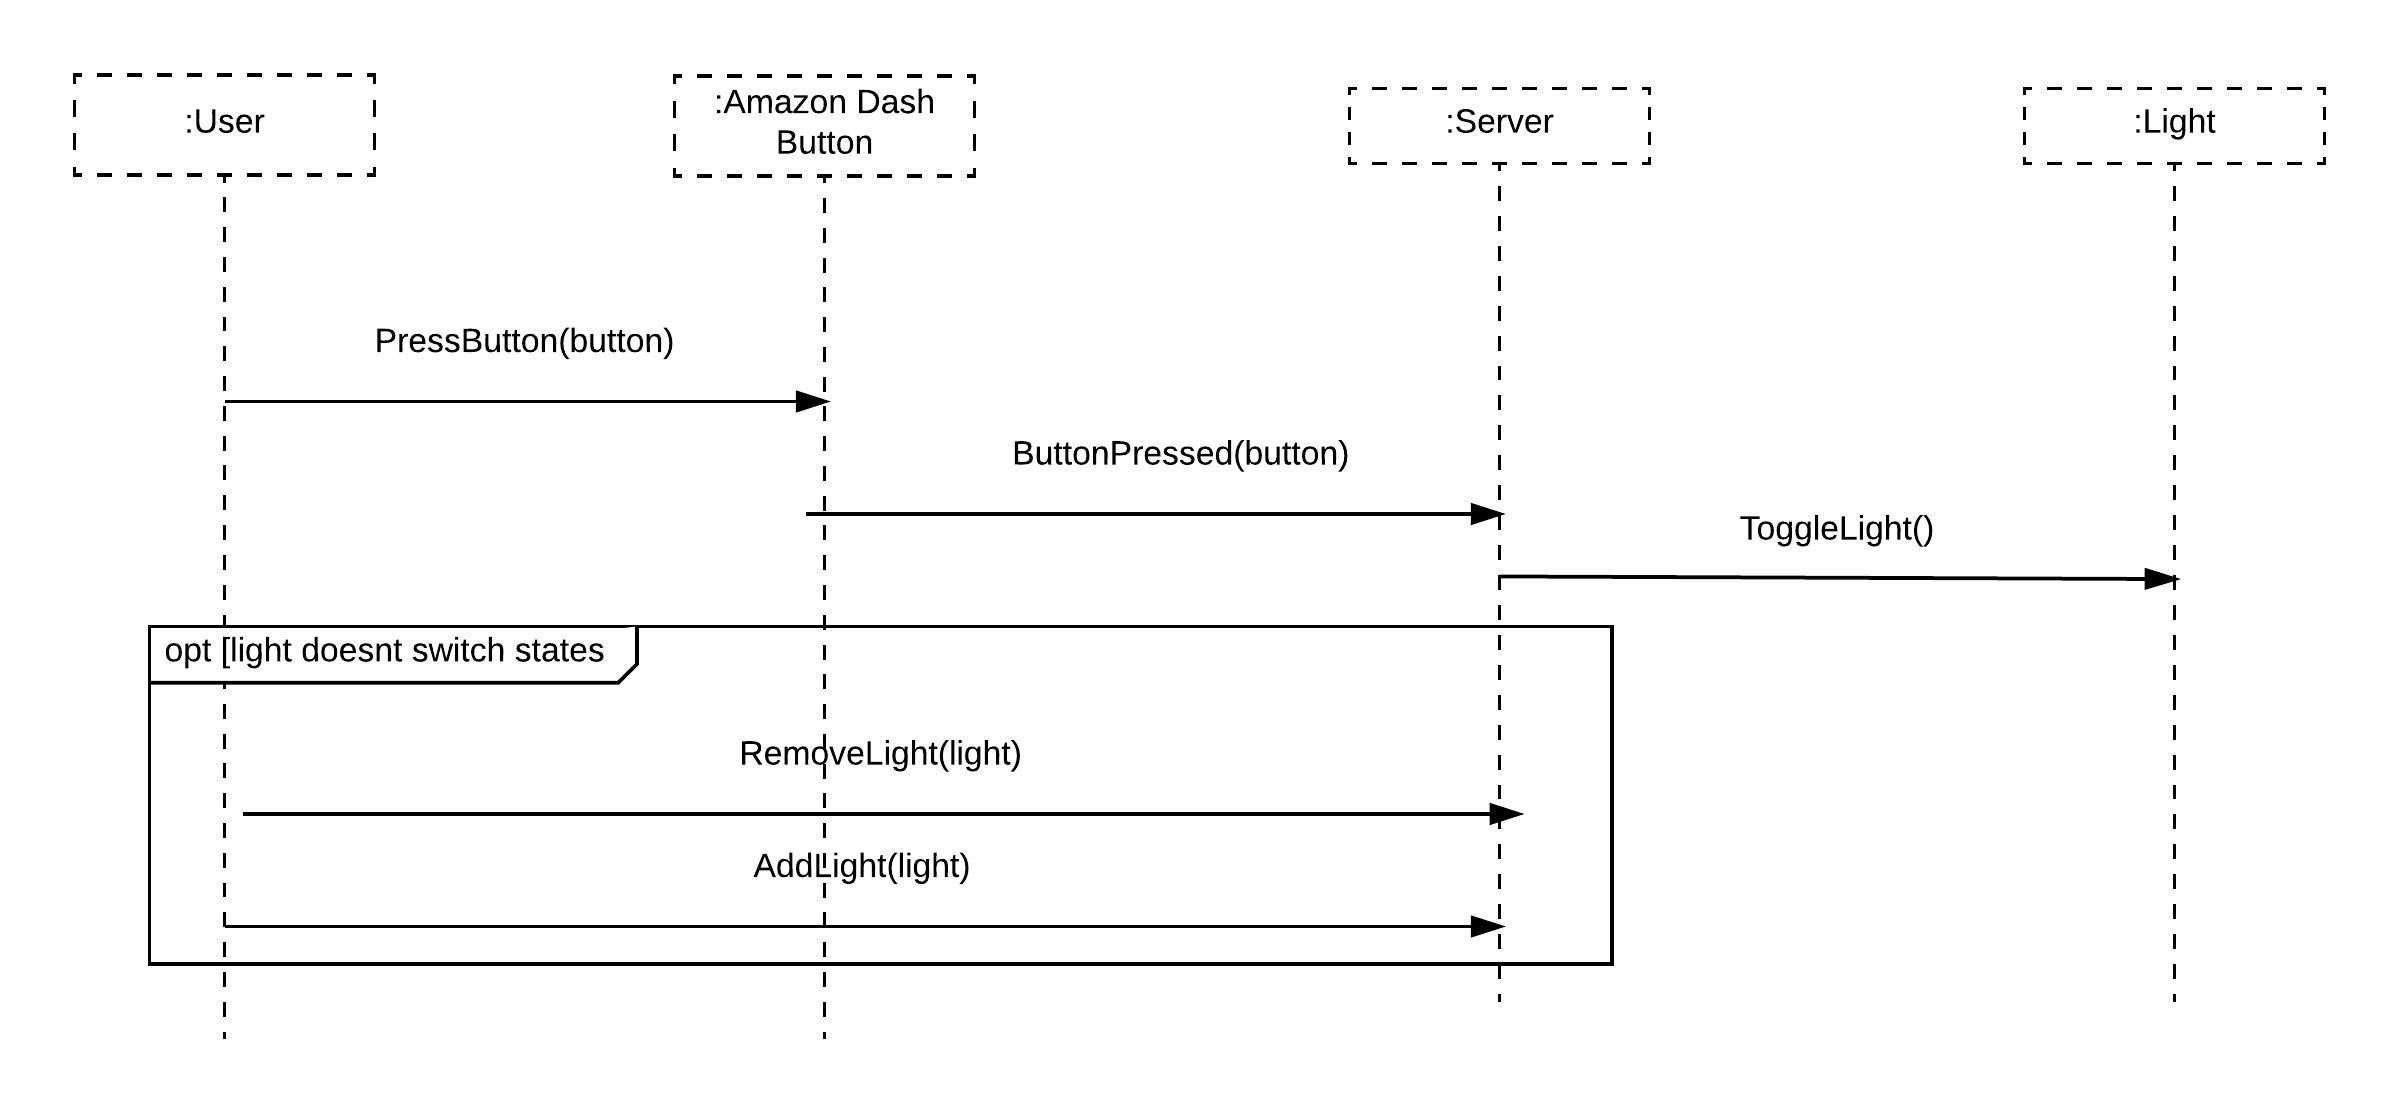 :User
:Amazon Dash
Button
:Server
:Light
PressButton(button)
ButtonPressed(button)
ToggleLight()
opt [light doesnt switch states
RemoveLight(light)
AddLight(light)